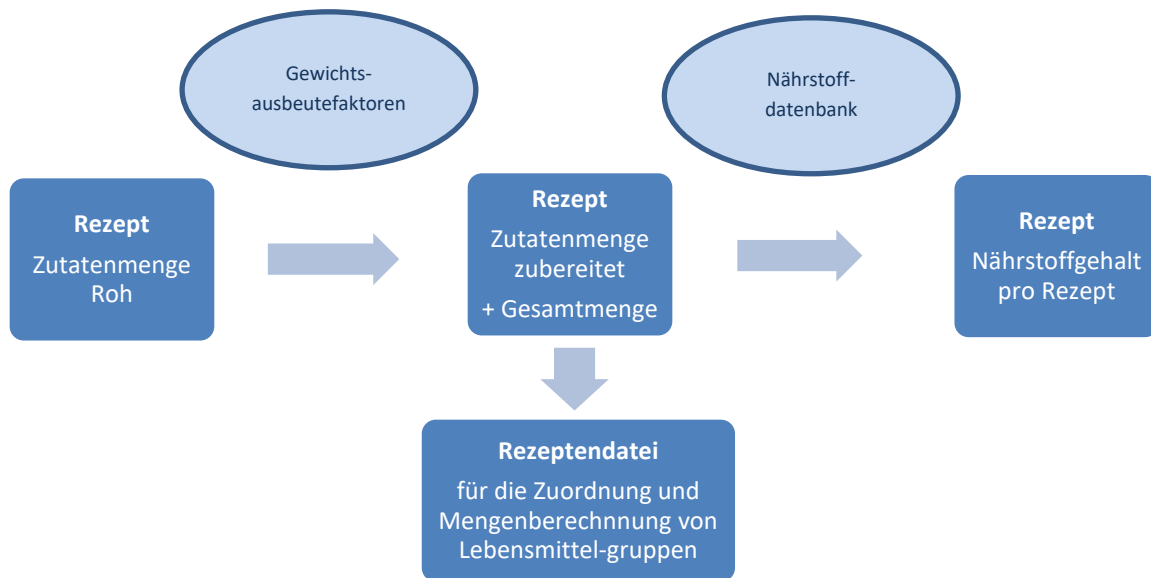 Gewichts-
ausbeutefaktoren
Nährstoff-
datenbank
Rezept
Zutatenmenge
Roh
Rezept
Zutatenmenge
zubereitet
+ Gesamtmenge
Rezept
Nährstoffgehalt
pro Rezept
Rezeptendatei
für die Zuordnung und
Mengenberechnnung von
Lebensmittel-gruppen